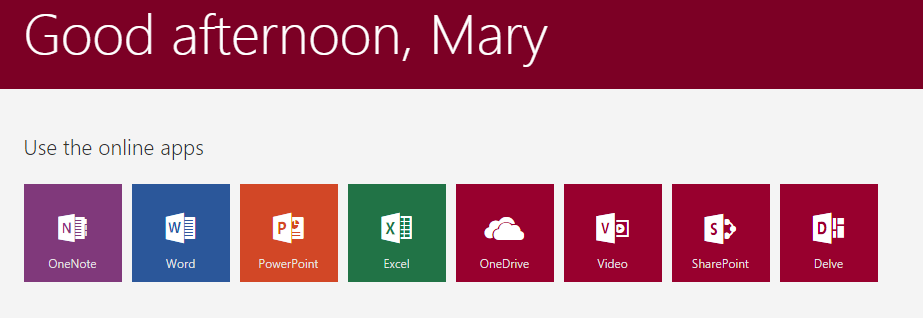 Good afternoon, Mary
Use the online apps
N W P X V S D
OneNote Word PowerPoint Excel OneDrive Video SharePoint Delve